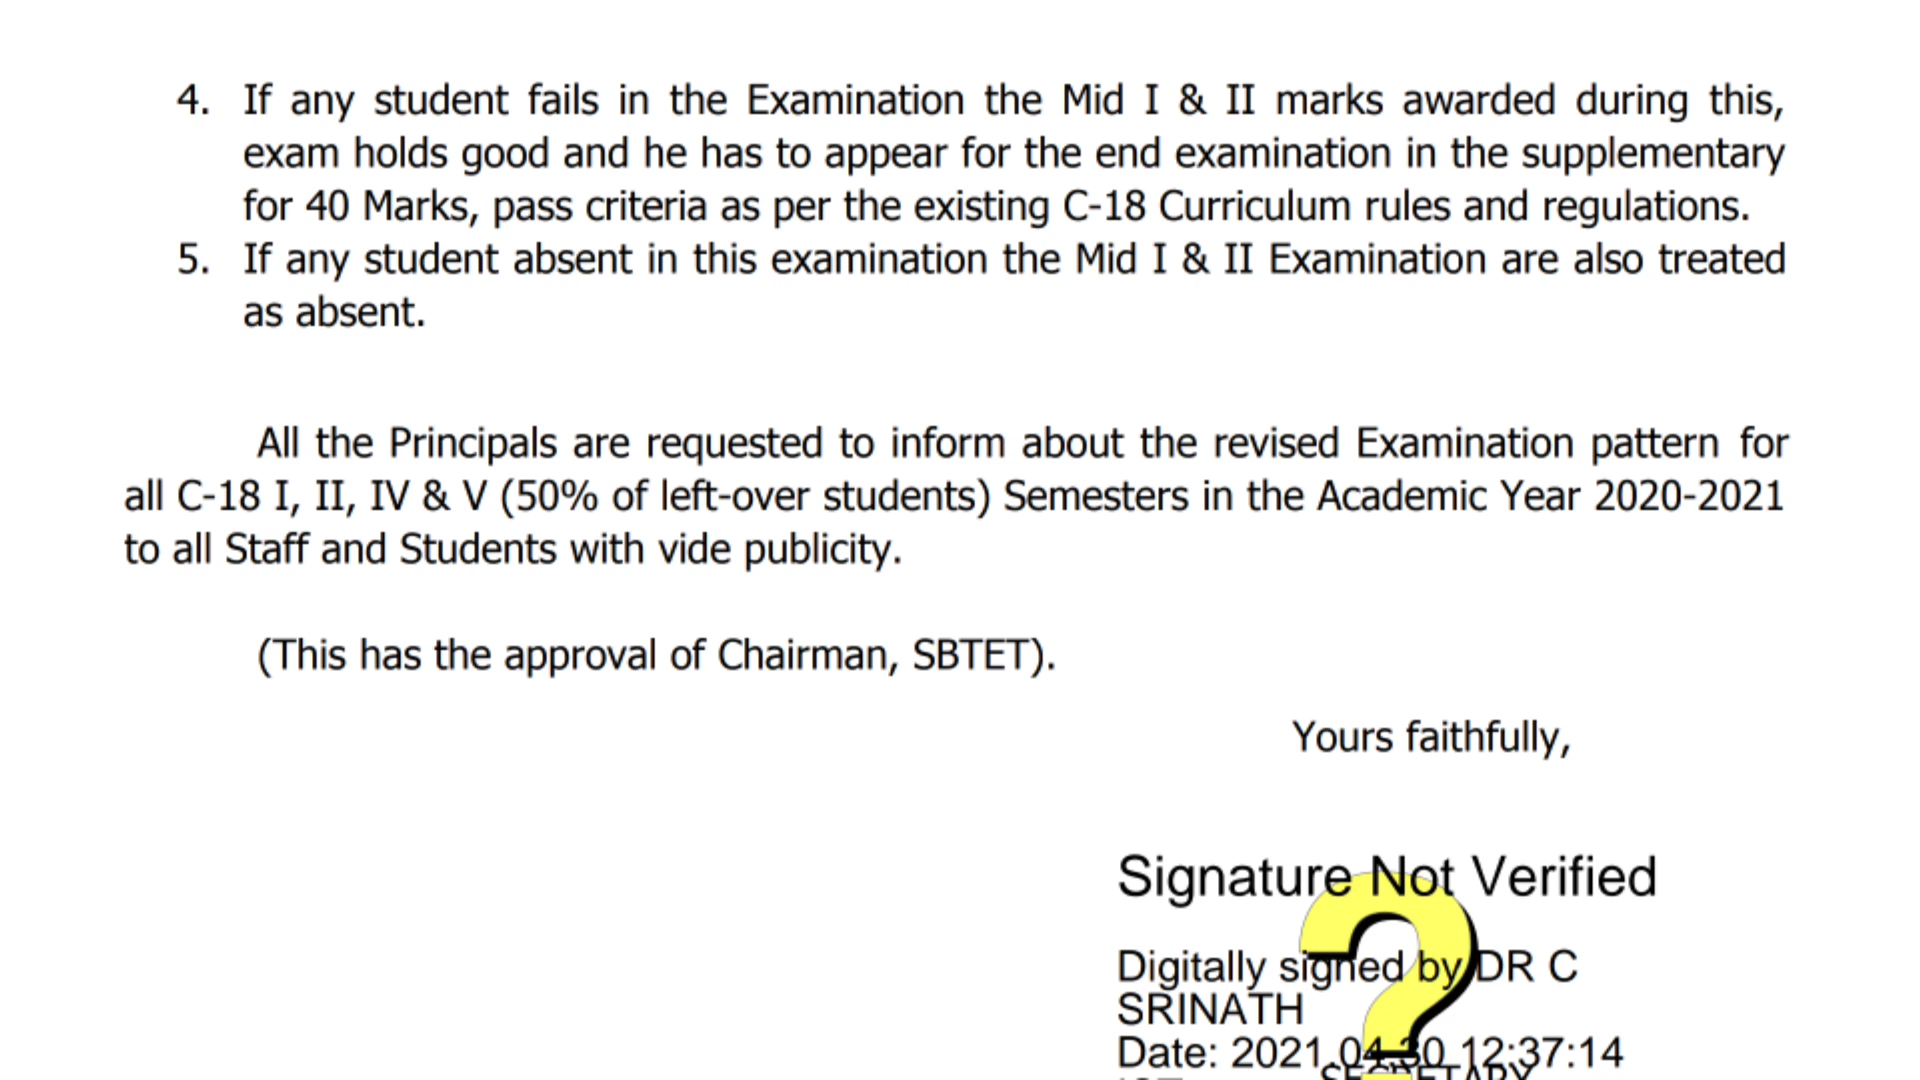 4. If any student fails in the Examination the Mid I & II marks awarded during this,
exam holds good and he has to appear for the end examination in the supplementary
for 40 Marks, pass criteria as per the existing C-18 Curriculum rules and regulations.
5. If any student absent in this examination the Mid I & II Examination are also treated
as absent.
All the Principals are requested to inform about the revised Examination pattern for
all C-18 I, II, IV & V (50% of left-over students) Semesters in the Academic Year 2020-2021
to all Staff and Students with vide publicity.
(This has the approval of Chairman, SBTET).
Yours faithfully,
Signature Not Verified
Digitally signed by DR C
SRINATH
Date: 2021.04.30 12:37:14
SECRETARY